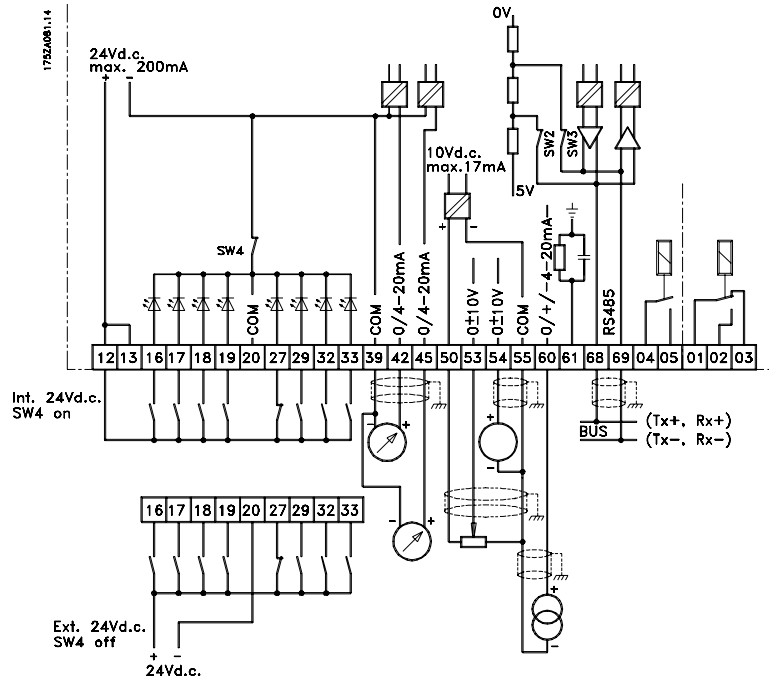 175ZA081.14
0V
24Vd.c.
max. 200mA
+ −
SW2
SW3
10Vd.c.
max.17mA
5V
+ −
SW4
COM
COM
0/4-20mA
0/4-20mA
0±10V
0±10V
COM
0/+/-4-20mA
RS485
12 13 16 17 18 19 20 27 29 32 33 39 42 45 50 53 54 55 60 61 68 69 04 05 01 02 03
Int. 24Vd.c.
SW4 on
− +
+
−
BUS
(Tx+, Rx+)
(Tx−, Rx−)
16 17 18 19 20 27 29 32 33
− +
+
−
Ext. 24Vd.c.
SW4 off
+ −
24Vd.c.